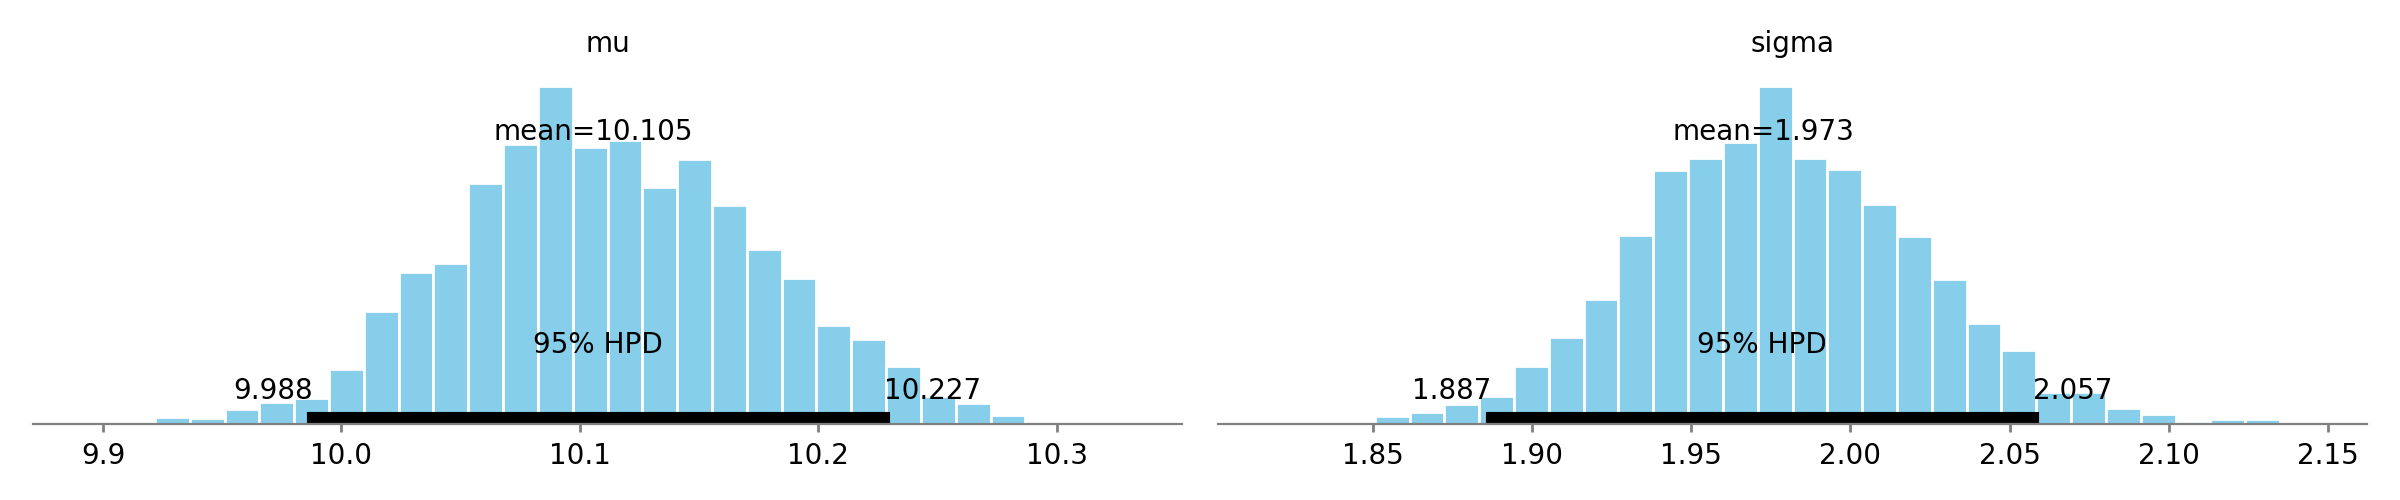 mu
mean=10.105
95% HPD
9.988
10.227
9.9 10.0 10.1 10.2 10.3
sigma
mean=1.973
95% HPD
1.887
2.057
1.85 1.90 1.95 2.00 2.05 2.10 2.15